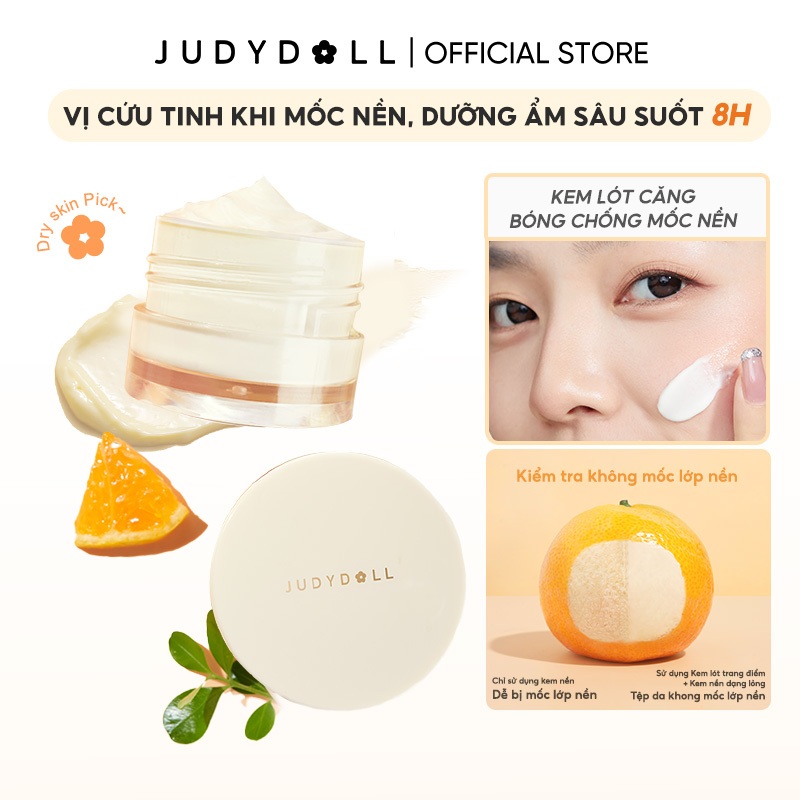 JUDYDOLL | OFFICIAL STORE
VỊ CỨU TINH KHI MỐC NỀN, DƯỠNG ẨM SÂU SUỐT 8H
Dry skin Pick~
KEM LÓT CĂNG
BÓNG CHỐNG MỐC NỀN
JUDYDOLL
Kiểm tra không mốc lớp nền
Chỉ sử dụng kem nền
Dễ bị mốc lớp nền
Sử dụng Kem lót trang điểm
+ Kem nền dạng lỏng
Tệp da khong mốc lớp nền